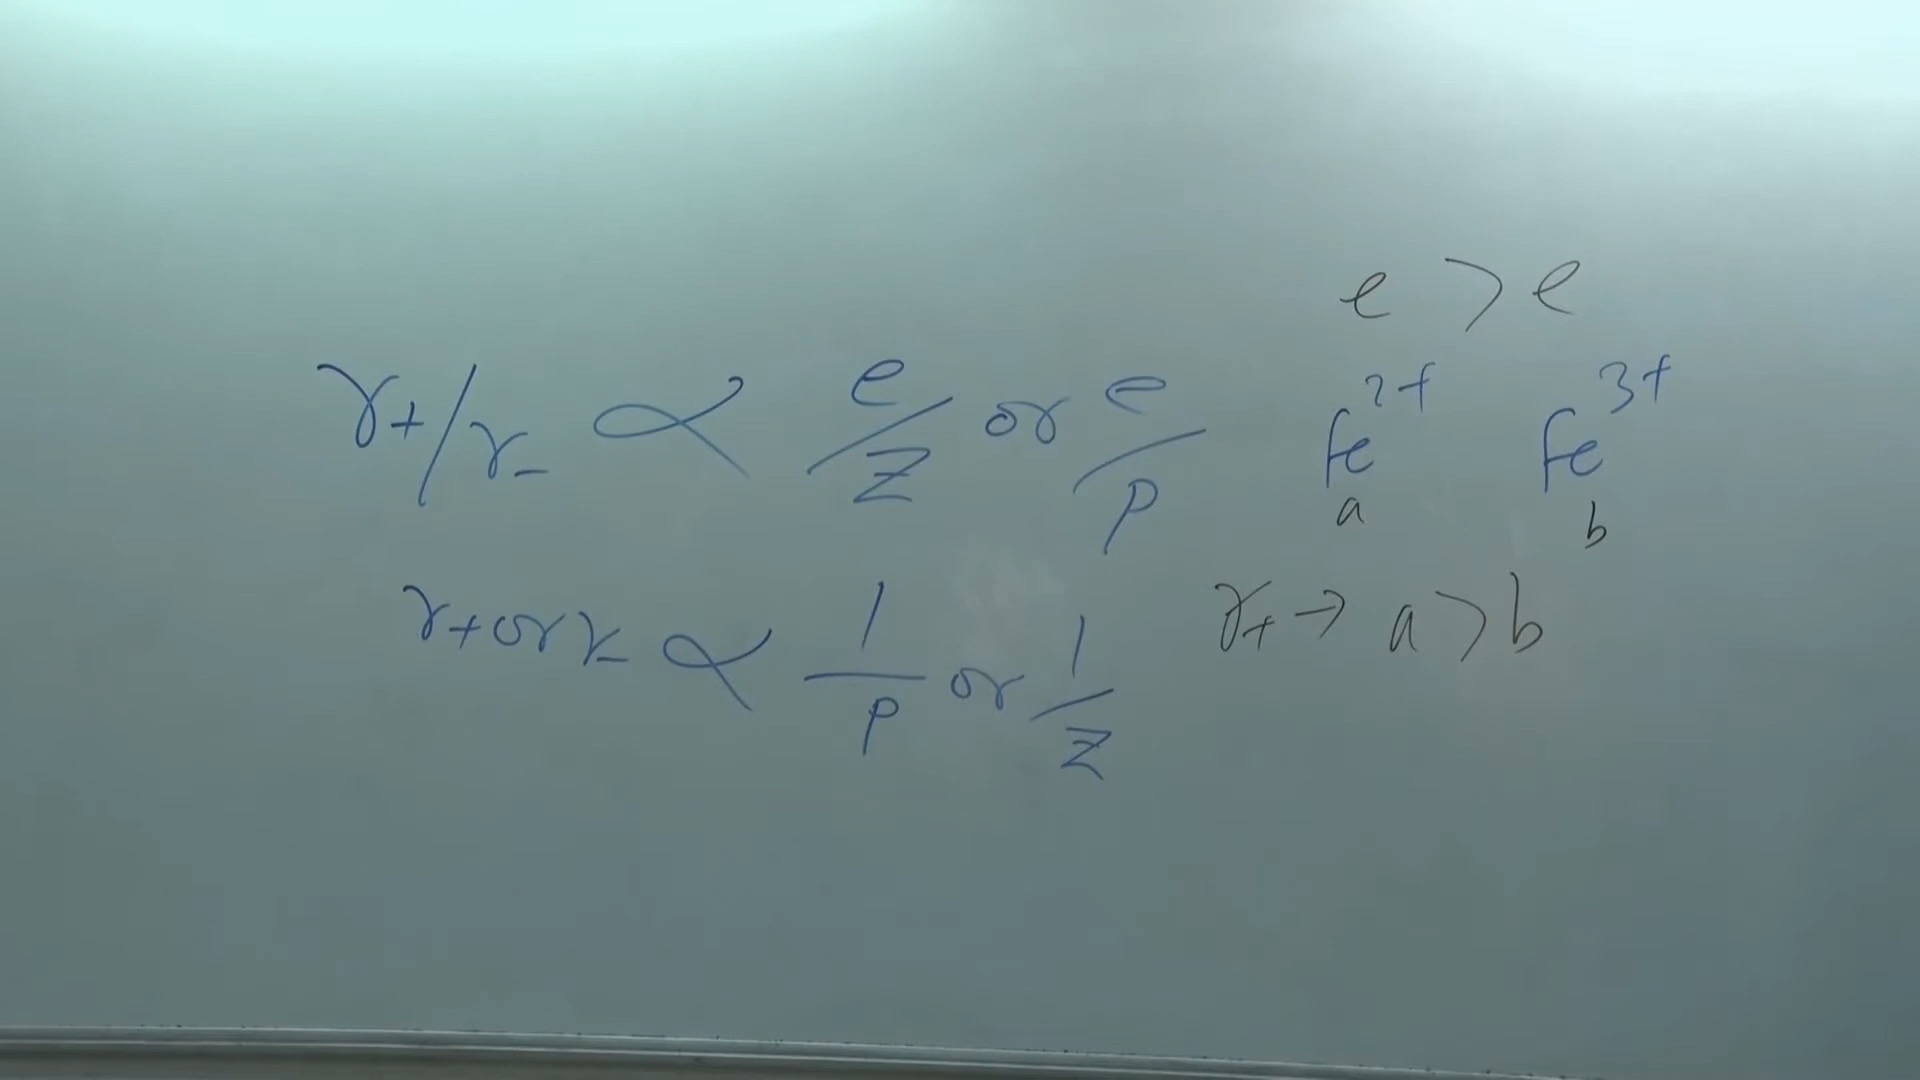 e > e
r+/r- ∝ e/Z or e/p Fe²⁺ Fe³⁺
a b
r+ or r- ∝ 1/p or 1/Z r+ → a > b